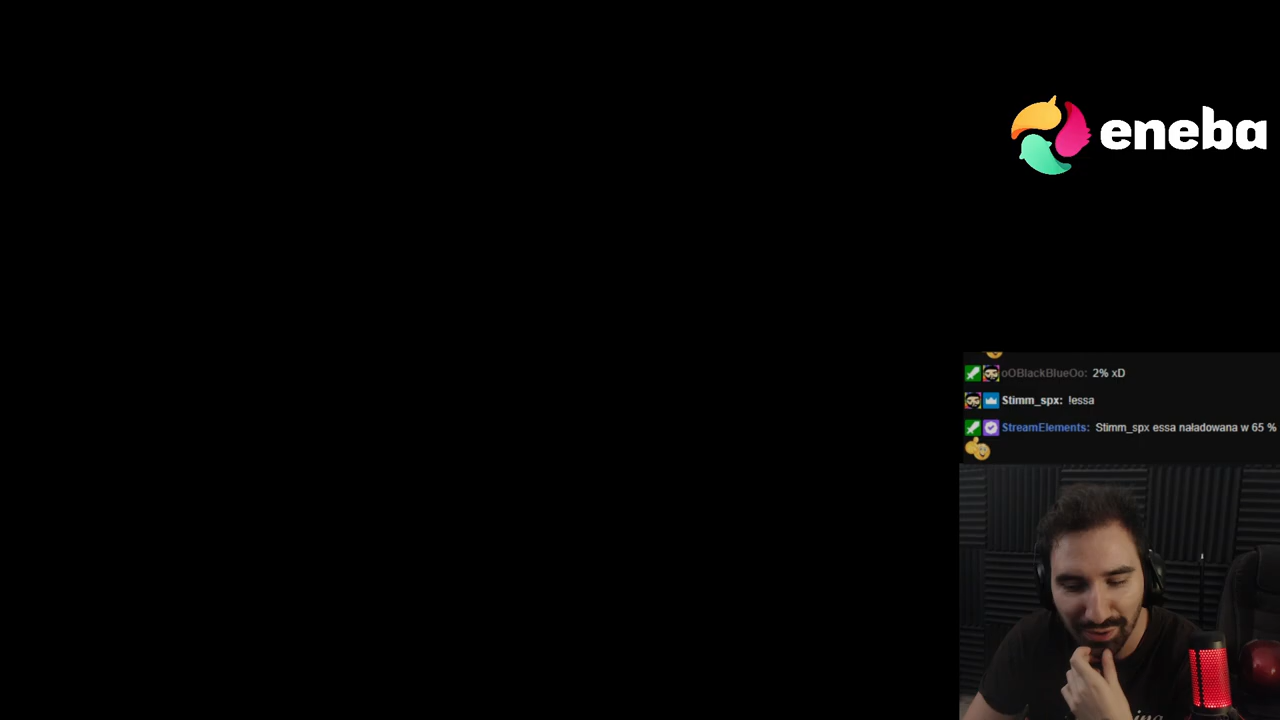 eneba
oOBlackBlueOo: 2% xD
Stimm_spx: !essa
StreamElements: Stimm_spx essa naładowana w 65 %